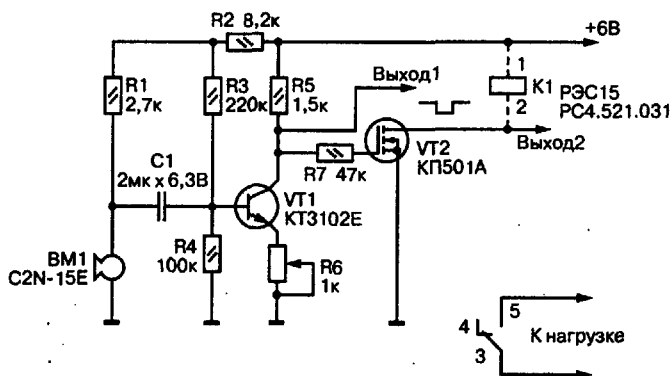 R2 8,2к
+6В
R1
2,7к
R3
220к
R5
1,5к
Выход1
1
К1
2
РЭС15
РС4.521.031
Выход2
C1
2мк х 6,3В
R7 47к
VT2
КП501А
VT1
КТ3102Е
R4
100к
BM1
C2N-15E
R6
1к
5
4
3
К нагрузке